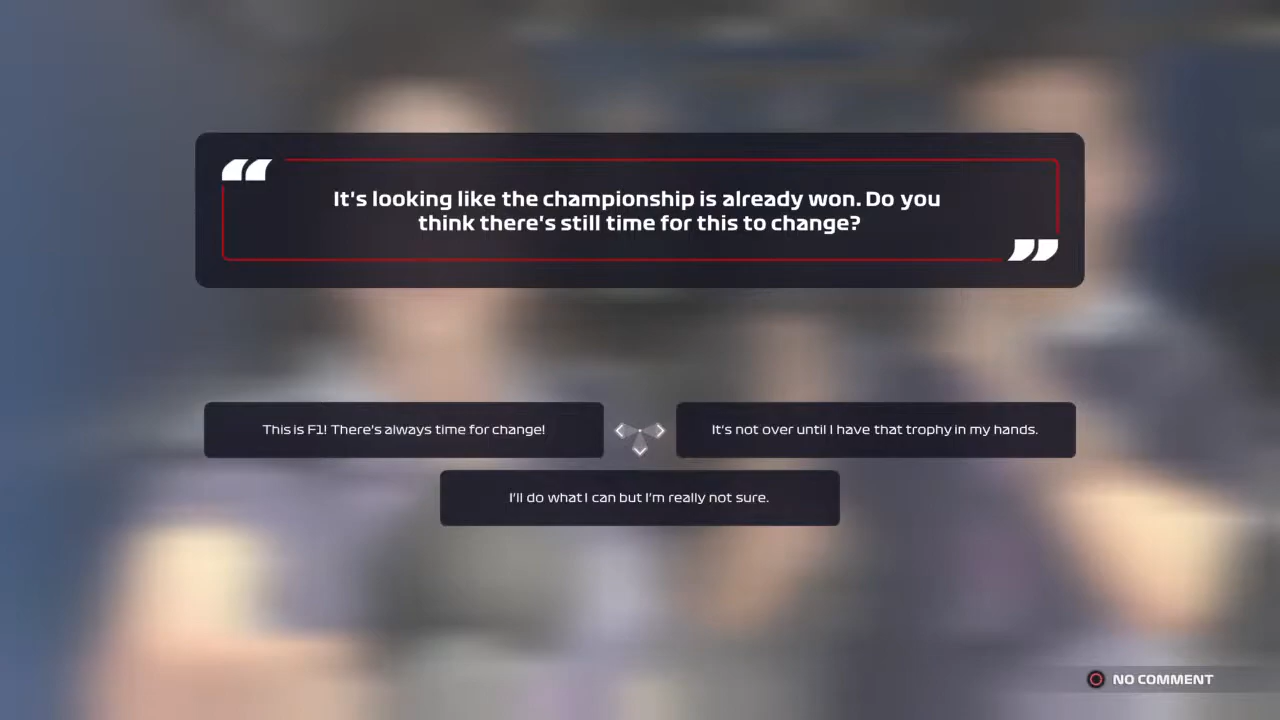 It's looking like the championship is already won. Do you
think there's still time for this to change?
This is F1! There's always time for change!
It's not over until I have that trophy in my hands.
I'll do what I can but I'm really not sure.
NO COMMENT